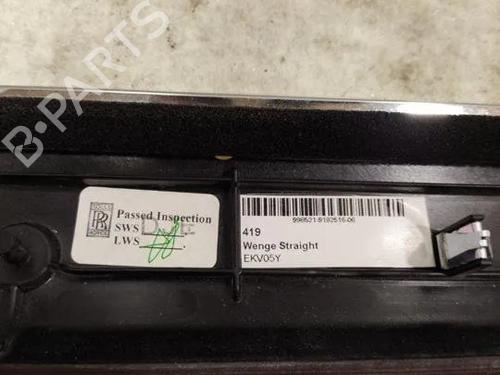 B-PARTS
RR
Passed Inspection
SWS
LWS
419
Wenge Straight
EKV05Y